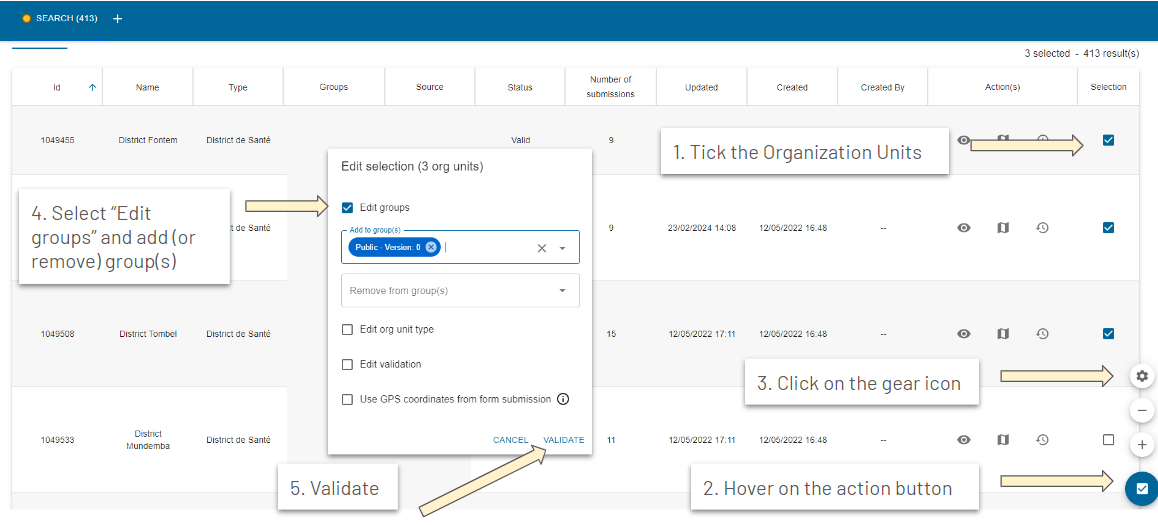 SEARCH (413) +
3 selected - 413 result(s)
Id Name Type Groups Source Status Number of submissions Updated Created Created By Action(s) Selection
1049455 District Fontem District de Santé Valid 9
1. Tick the Organization Units
Edit selection (3 org units)
Edit groups
4. Select “Edit
groups” and add (or
remove) group(s)
t de Santé 9 23/02/2024 14:08 12/05/2022 16:48 --
Add to group(s)
Public - Version: 0
Remove from group(s)
1049508 District Tombel District de Santé 15 12/05/2022 17:11 12/05/2022 16:48 --
Edit org unit type
Edit validation
3. Click on the gear icon
Use GPS coordinates from form submission
1049533 District Mundemba District de Santé 11 12/05/2022 17:11 12/05/2022 16:48 --
CANCEL VALIDATE
5. Validate
2. Hover on the action button